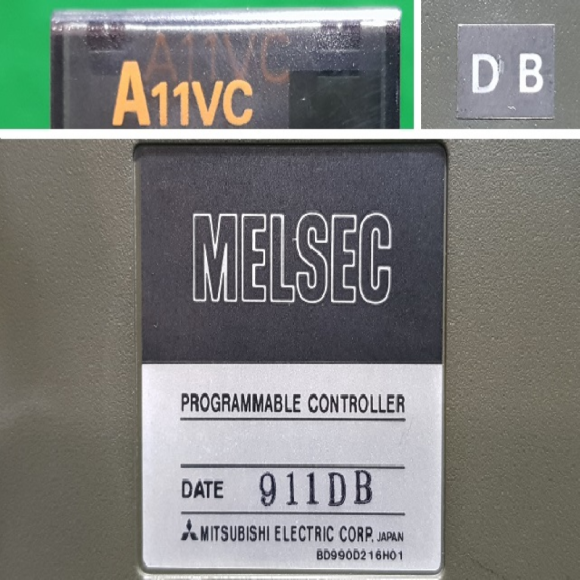 A11VC
D B
MELSEC
PROGRAMMABLE CONTROLLER
DATE 911DB
MITSUBISHI ELECTRIC CORP. JAPAN
BD990D216H01